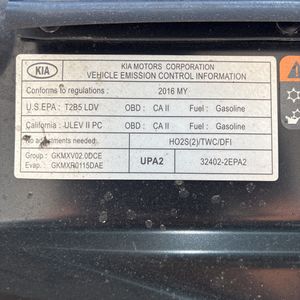 KIA KIA MOTORS CORPORATION
VEHICLE EMISSION CONTROL INFORMATION
Conforms to regulations : 2016 MY
U.S.EPA : T2B5 LDV OBD : CA II Fuel : Gasoline
California : ULEV II PC OBD : CA II Fuel : Gasoline
No adjustments needed : HO2S(2)/TWC/DFI
Group : GKMXV02.0DCE
Evap. : GKMXR0115DAE UPA2 32402-2EPA2